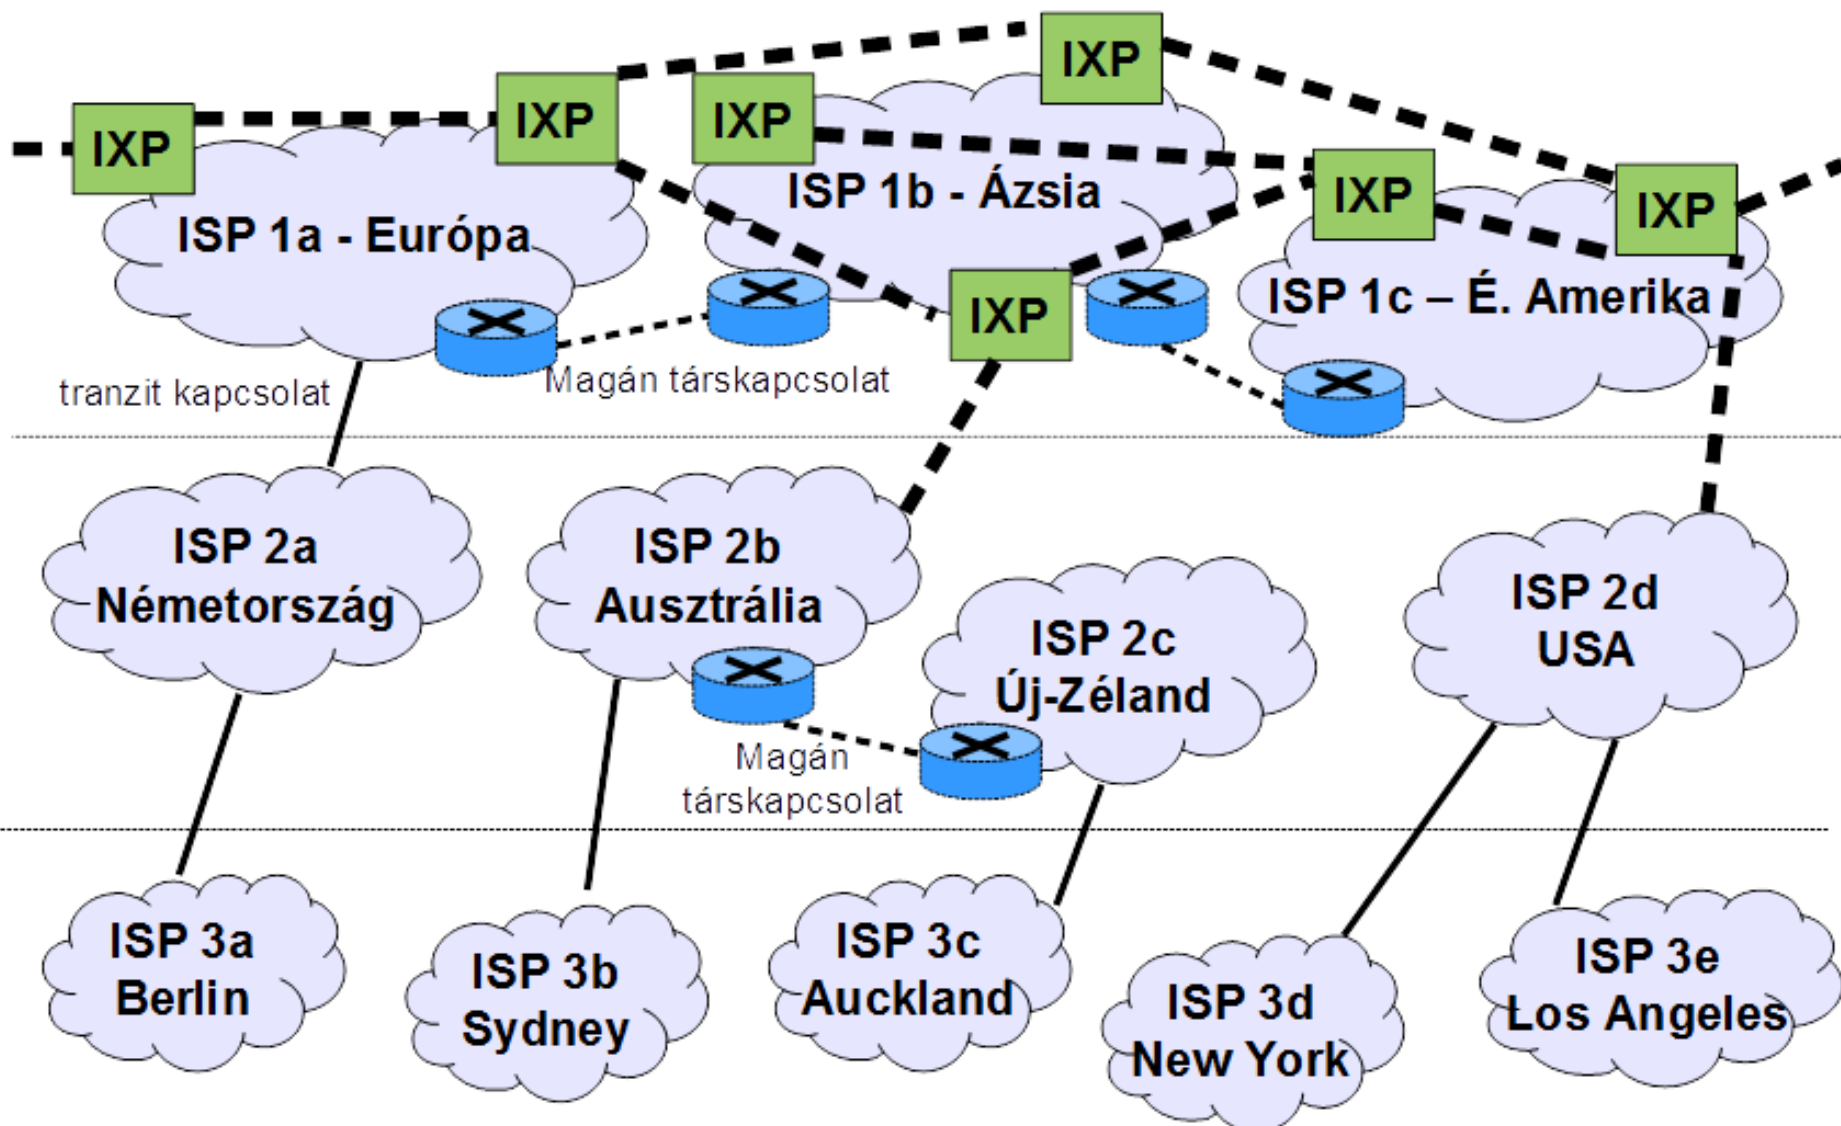 IXP
IXP
IXP
IXP
IXP
IXP
ISP 1b - Ázsia
ISP 1a - Európa
ISP 1c – É. Amerika
IXP
tranzit kapcsolat
Magán társkapcsolat
ISP 2a
Németország
ISP 2b
Ausztrália
ISP 2c
Új-Zéland
ISP 2d
USA
Magán
társkapcsolat
ISP 3a
Berlin
ISP 3b
Sydney
ISP 3c
Auckland
ISP 3d
New York
ISP 3e
Los Angeles